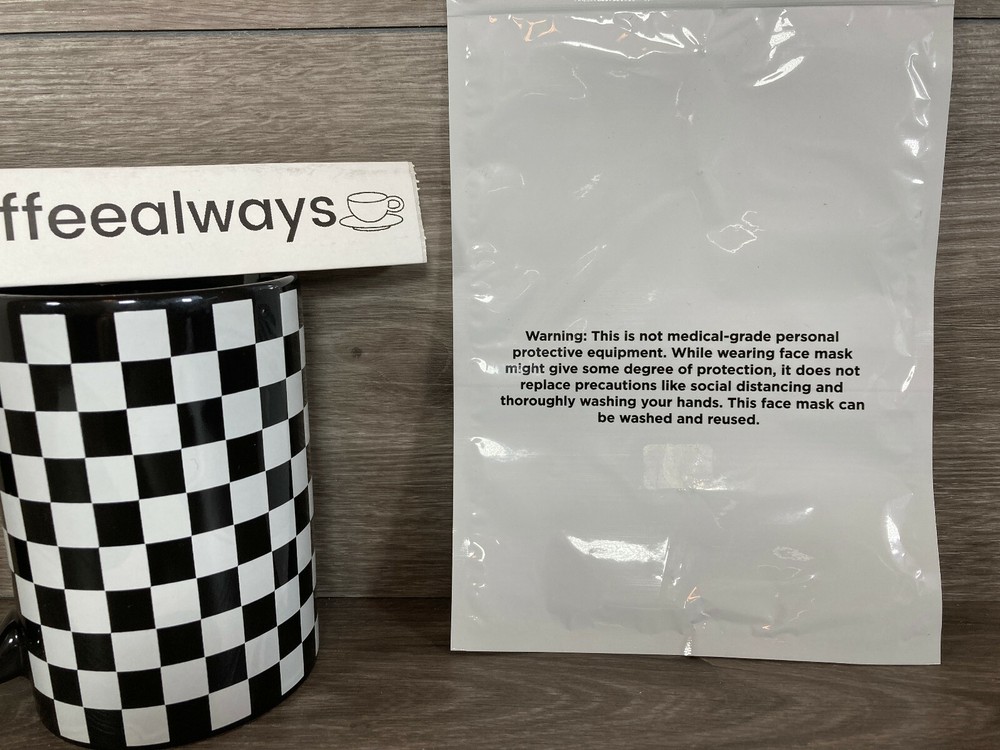 ffeealways
Warning: This is not medical-grade personal
protective equipment. While wearing face mask
might give some degree of protection, it does not
replace precautions like social distancing and
thoroughly washing your hands. This face mask can
be washed and reused.